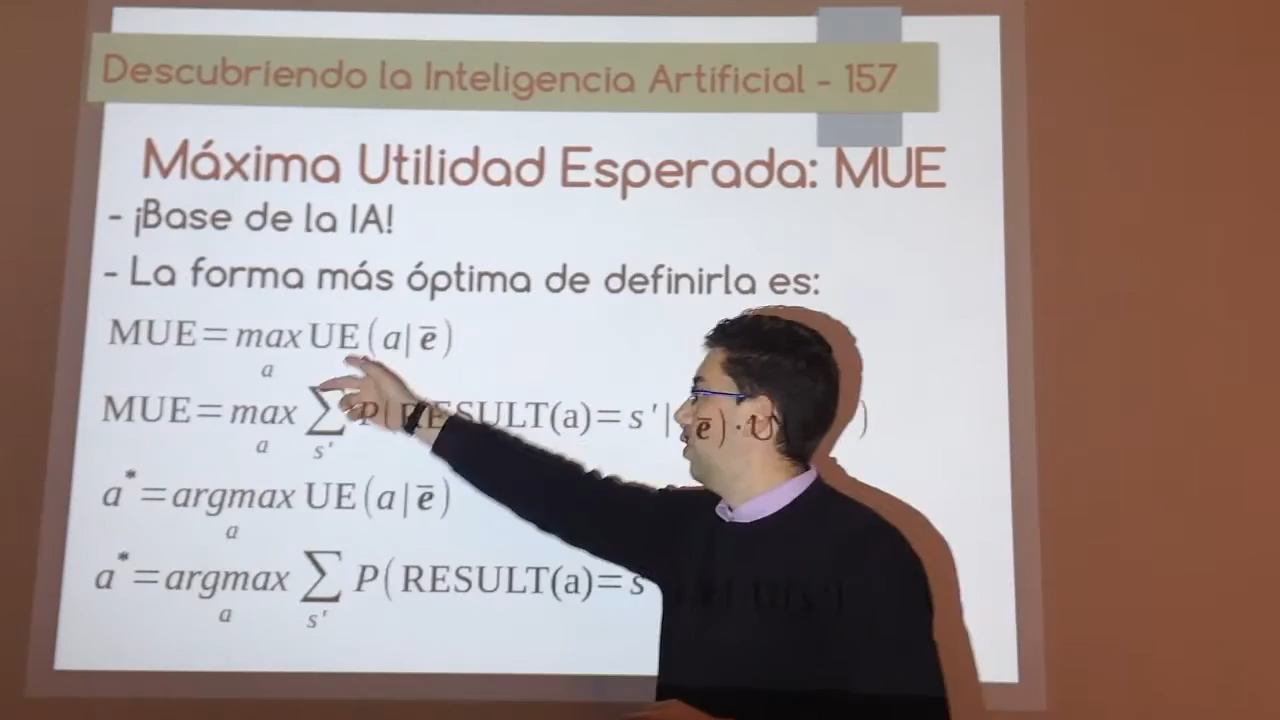 Descubriendo la Inteligencia Artificial - 157
Máxima Utilidad Esperada: MUE
- ¡Base de la IA!
- La forma más óptima de definirla es:
MUE=max UE(a|ē)
a
MUE=max ∑ P(RESULT(a)=s'| ē)·U )
a s'
a*=argmax UE(a|ē)
a
a*=argmax ∑ P(RESULT(a)=s
a s'